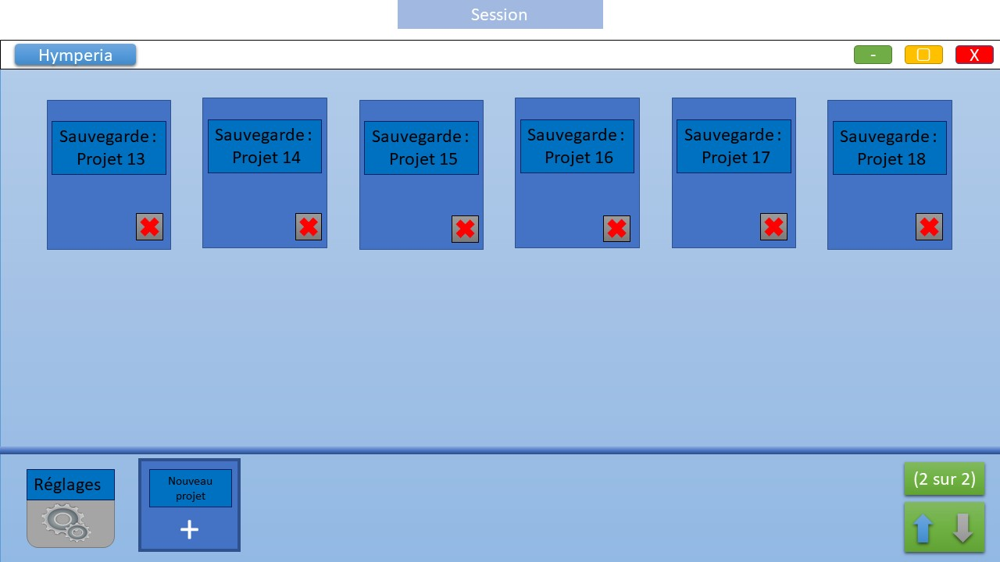 Session
Hymperia
-
X
Sauvegarde :
Projet 13
Sauvegarde :
Projet 14
Sauvegarde :
Projet 15
Sauvegarde :
Projet 16
Sauvegarde :
Projet 17
Sauvegarde :
Projet 18
Réglages
Nouveau
projet
+
(2 sur 2)